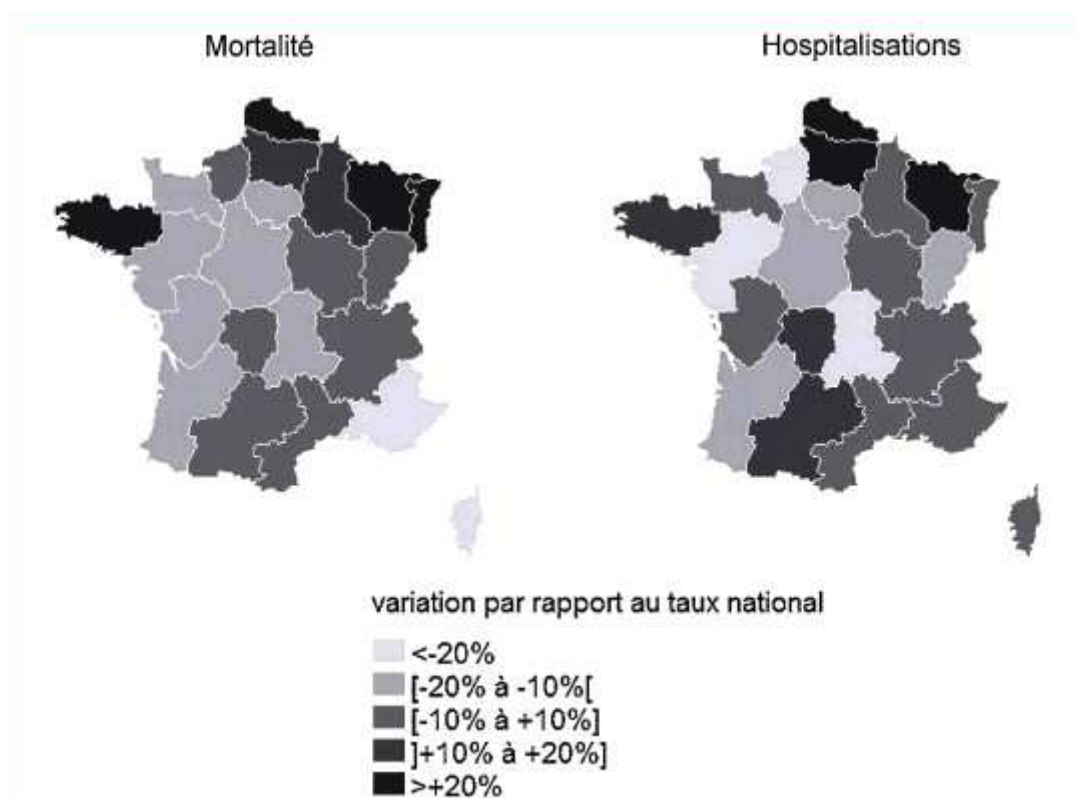 Mortalité
Hospitalisations
variation par rapport au taux national
<-20%
[-20% à -10%[
[-10% à +10%]
]+10% à +20%]
>+20%